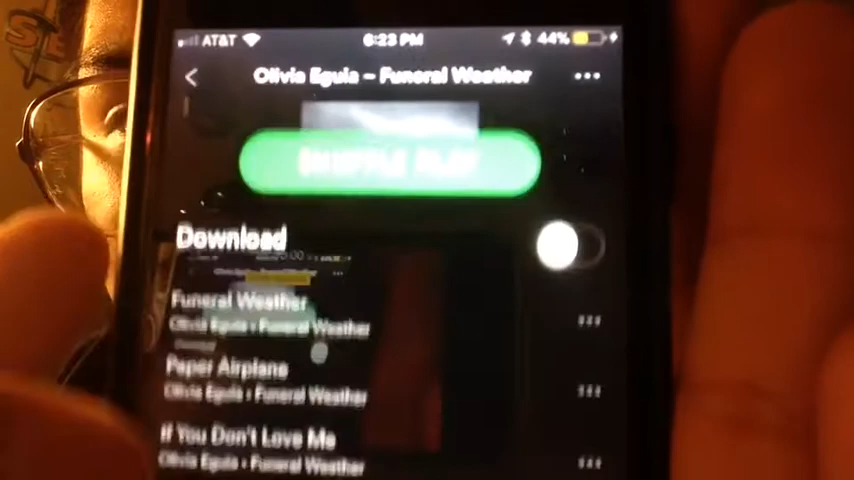 AT&T 6:23 PM 44%
Olivia Eguia – Funeral Weather
SHUFFLE PLAY
Download
Funeral Weather
Olivia Eguia • Funeral Weather
Paper Airplane
Olivia Eguia • Funeral Weather
If You Don't Love Me
Olivia Eguia • Funeral Weather